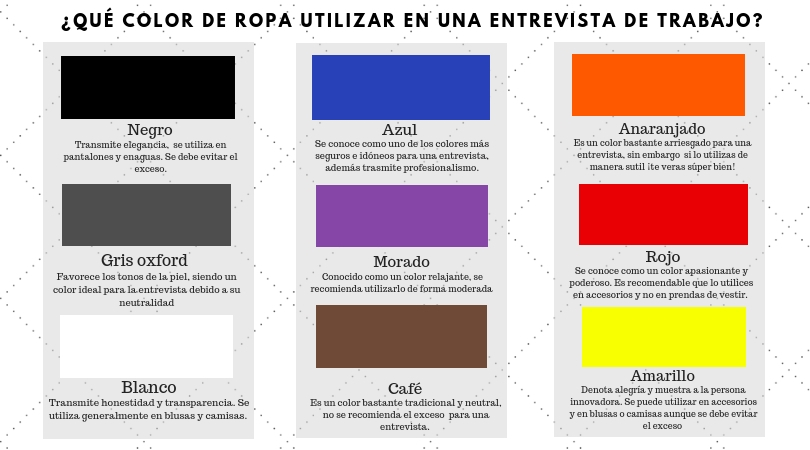 ¿QUÉ COLOR DE ROPA UTILIZAR EN UNA ENTREVISTA DE TRABAJO?
Negro
Transmite elegancia, se utiliza en
pantalones y enaguas. Se debe evitar el
exceso.
Gris oxford
Favorece los tonos de la piel, siendo un
color ideal para la entrevista debido a su
neutralidad
Blanco
Transmite honestidad y transparencia. Se
utiliza generalmente en blusas y camisas.
Azul
Se conoce como uno de los colores más
seguros e idóneos para una entrevista,
además trasmite profesionalismo.
Morado
Conocido como un color relajante, se
recomienda utilizarlo de forma moderada
Café
Es un color bastante tradicional y neutral,
no se recomienda el exceso para una
entrevista.
Anaranjado
Es un color bastante arriesgado para una
entrevista, sin embargo si lo utilizas de
manera sutil ¡te veras súper bien!
Rojo
Se conoce como un color apasionante y
poderoso. Es recomendable que lo utilices
en accesorios y no en prendas de vestir.
Amarillo
Denota alegría y muestra a la persona
innovadora. Se puede utilizar en accesorios
y en blusas o camisas aunque se debe evitar
el exceso